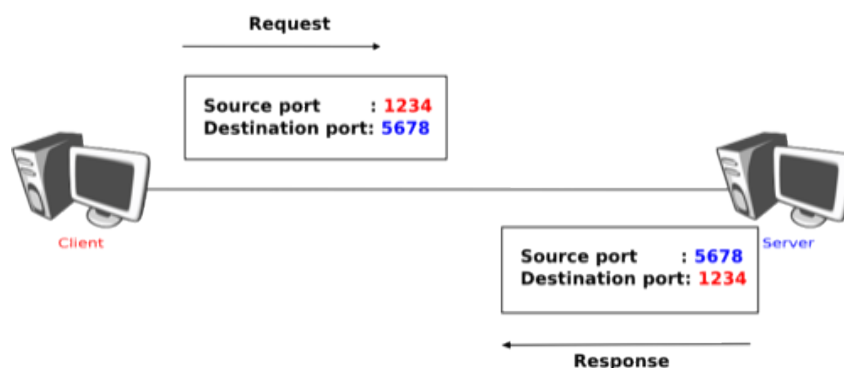 Request
Source port : 1234
Destination port: 5678
Client
Server
Source port : 5678
Destination port: 1234
Response